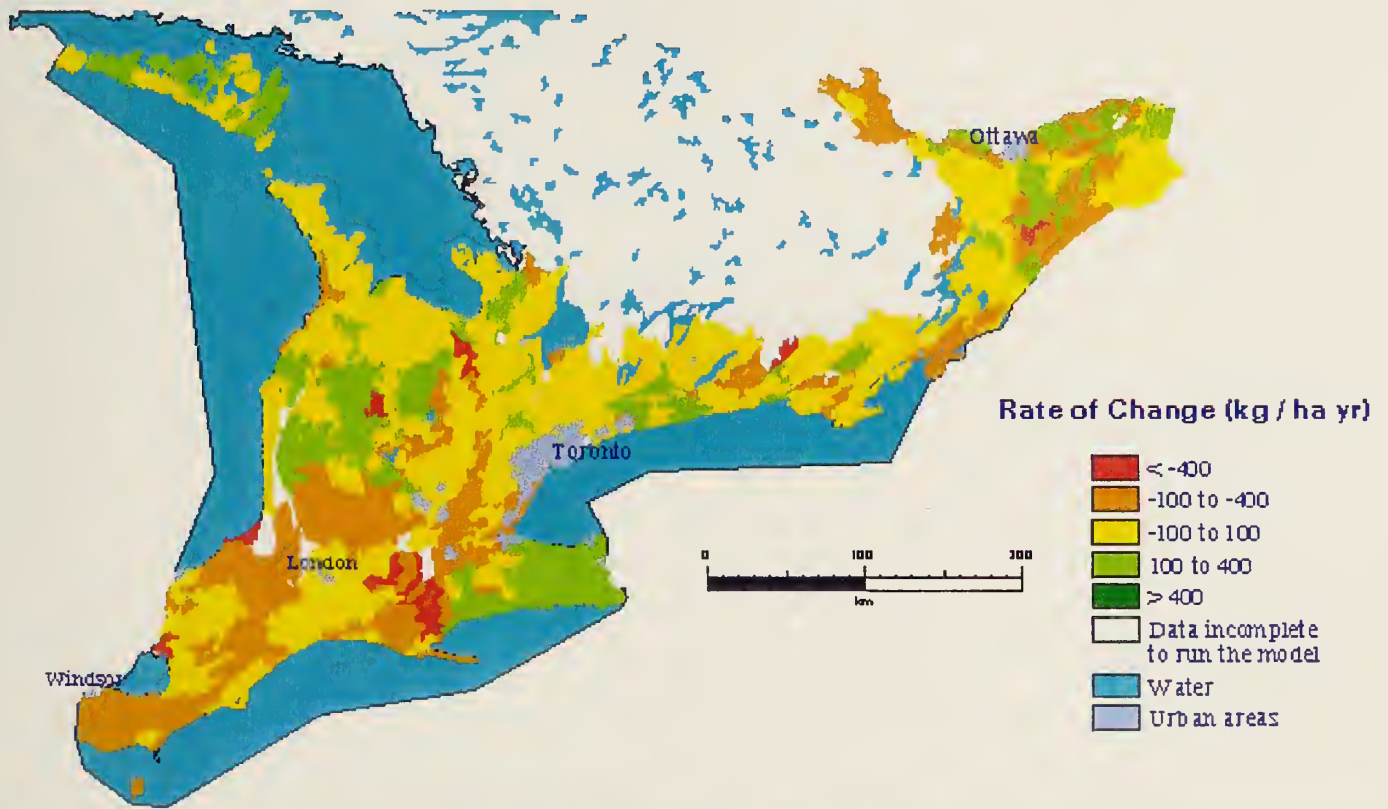 Ottawa
Toronto
London
Windsor
Rate of Change (kg / ha yr)
< -400
-100 to -400
-100 to 100
100 to 400
> 400
Data incomplete
to run the model
Water
Urban areas
0 100 200
km